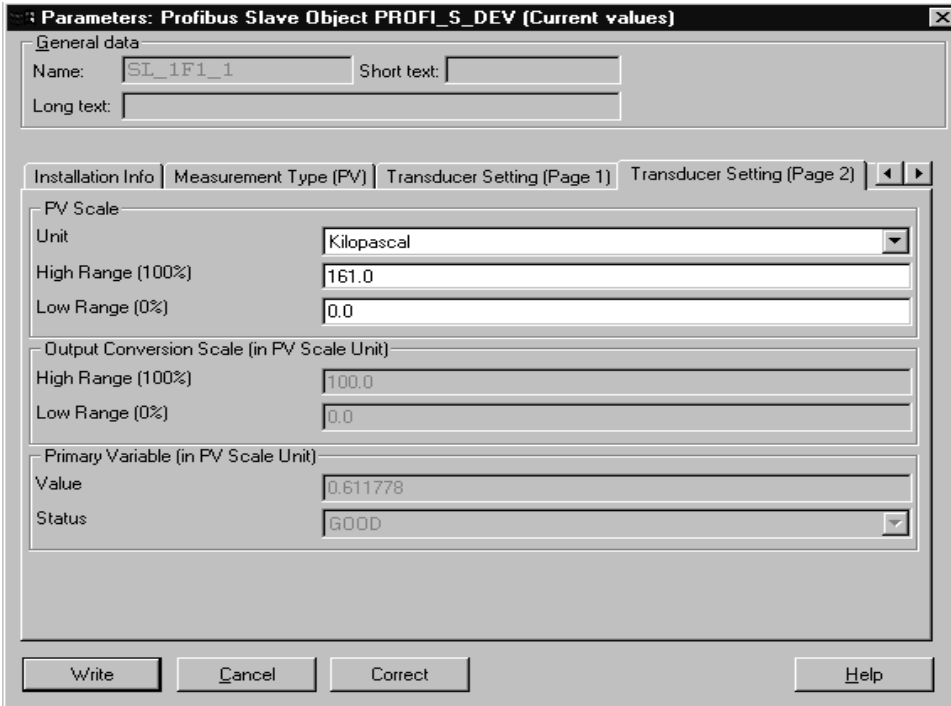 Parameters: Profibus Slave Object PROFI_S_DEV (Current values)
General data
Name: SL_1F1_1 Short text:
Long text:
Installation Info Measurement Type (PV) Transducer Setting (Page 1) Transducer Setting (Page 2)
PV Scale
Unit Kilopascal
High Range (100%) 161.0
Low Range (0%) 0.0
Output Conversion Scale (in PV Scale Unit)
High Range (100%) 100.0
Low Range (0%) 0.0
Primary Variable (in PV Scale Unit)
Value 0.611778
Status GOOD
Write Cancel Correct Help